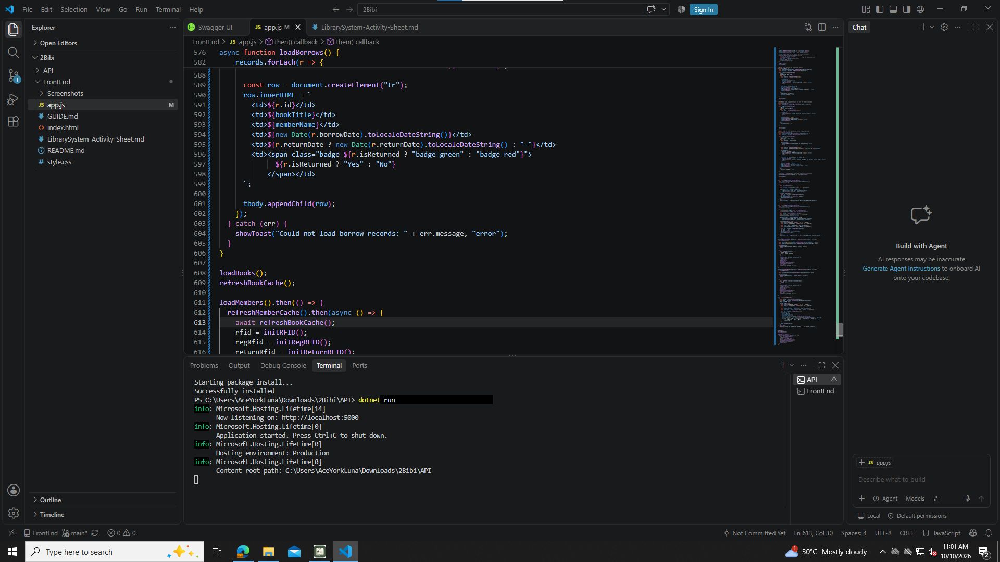 File Edit Selection View Go Run Terminal Help
2Bibi
Sign In
Explorer
Open Editors
2Bibi
API
FrontEnd
Screenshots
JS app.js M
GUIDE.md
index.html
LibrarySystem-Activity-Sheet.md
README.md
style.css
Outline
Timeline
Swagger UI
JS app.js M
LibrarySystem-Activity-Sheet.md
FrontEnd > JS app.js > then() callback > then() callback
576 async function loadBorrows() {
582 records.forEach(r => {
588
589 const row = document.createElement("tr");
590 row.innerHTML = `
591 <td>${r.id}</td>
592 <td>${bookTitle}</td>
593 <td>${memberName}</td>
594 <td>${new Date(r.borrowDate).toLocaleDateString()}</td>
595 <td>${r.returnDate ? new Date(r.returnDate).toLocaleDateString() : "—"}</td>
596 <td><span class="badge ${r.isReturned ? "badge-green" : "badge-red"}">
597 ${r.isReturned ? "Yes" : "No"}
598 </span></td>
599 `;
600
601 tbody.appendChild(row);
602 });
603 } catch (err) {
604 showToast("Could not load borrow records: " + err.message, "error");
605 }
606 }
607
608 loadBooks();
609 refreshBookCache();
610
611 loadMembers().then(() => {
612 refreshMemberCache().then(async () => {
613 await refreshBookCache();
614 rfid = initRFID();
615 regRfid = initRegRFID();
616 returnRfid = initReturnRFID();
Problems Output Debug Console Terminal Ports
Starting package install...
Successfully installed
PS C:\Users\AceYorkLuna\Downloads\2Bibi\API> dotnet run
info: Microsoft.Hosting.Lifetime[14]
Now listening on: http://localhost:5000
info: Microsoft.Hosting.Lifetime[0]
Application started. Press Ctrl+C to shut down.
info: Microsoft.Hosting.Lifetime[0]
Hosting environment: Production
info: Microsoft.Hosting.Lifetime[0]
Content root path: C:\Users\AceYorkLuna\Downloads\2Bibi\API
API
FrontEnd
Chat
Build with Agent
AI responses may be inaccurate
Generate Agent Instructions to onboard AI
onto your codebase.
JS app.js
Describe what to build
Agent Models
Local Default permissions
FrontEnd main* 0 0
Not Committed Yet Ln 613, Col 30 Spaces: 4 UTF-8 CRLF {} JavaScript
1
Type here to search
1
30°C Mostly cloudy
11:01 AM
10/10/2026
2